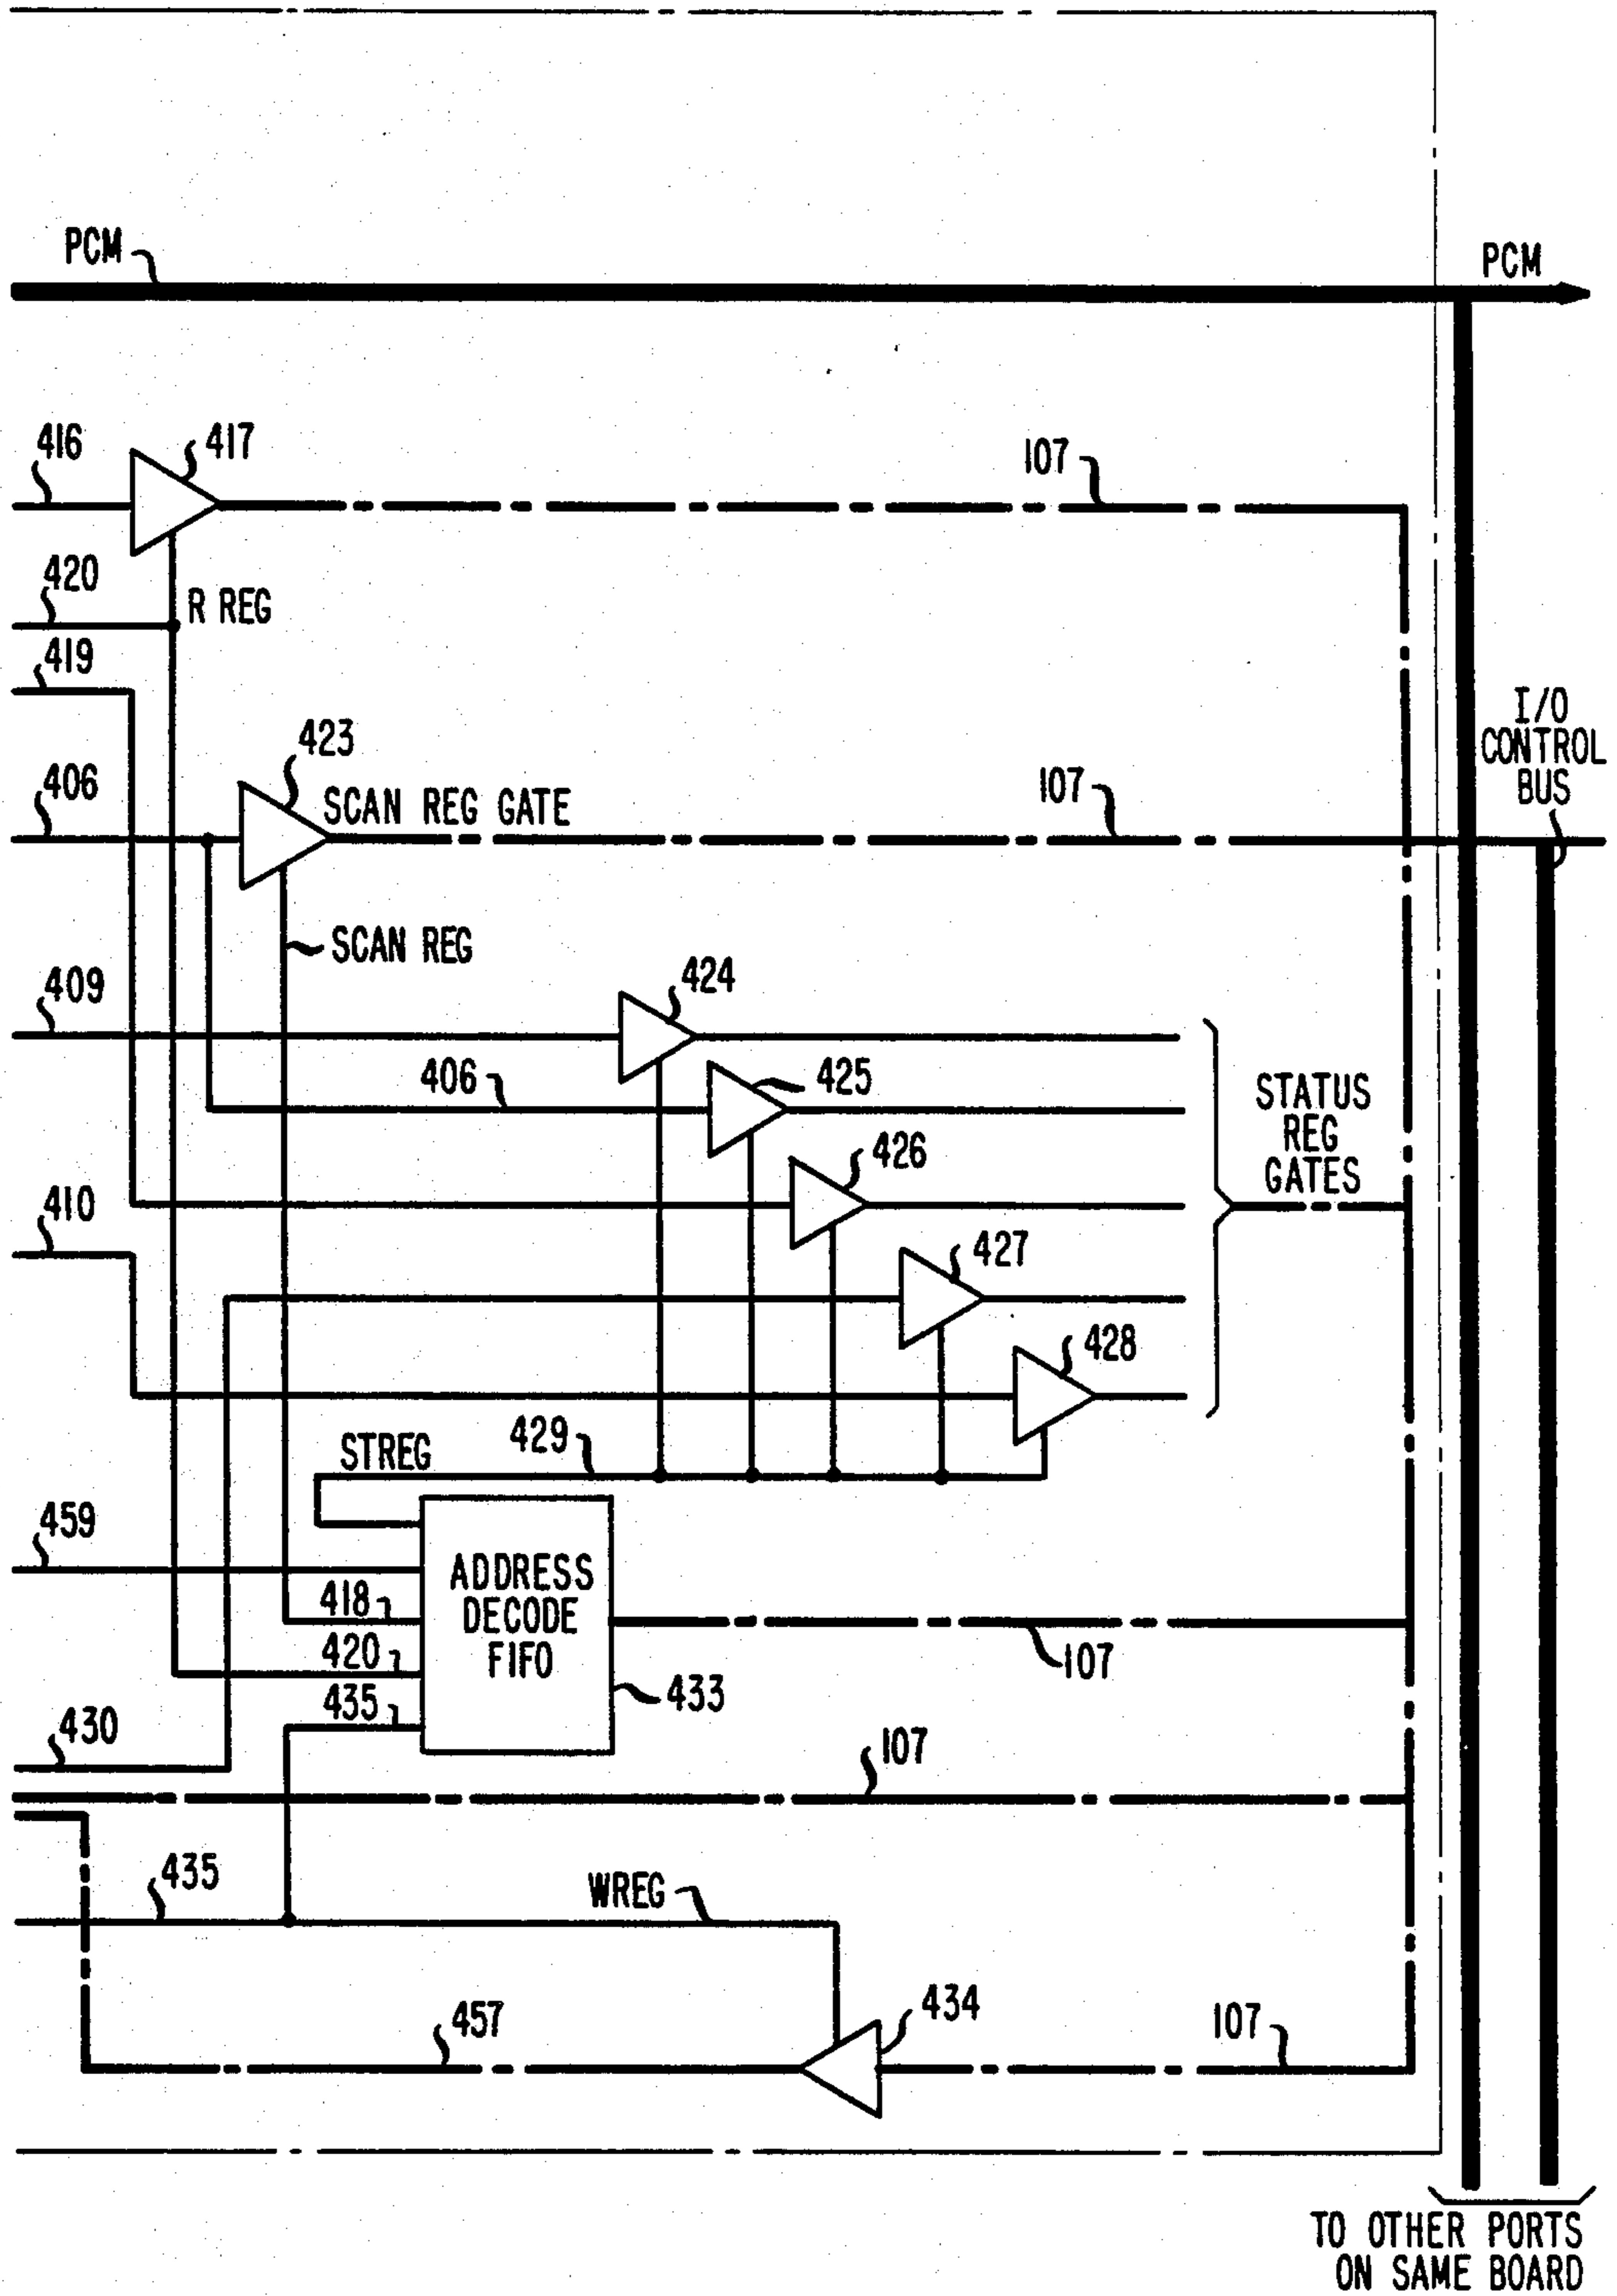 PCM
PCM
416
417
107
420
R REG
419
I/O
CONTROL
BUS
423
406
SCAN REG GATE
107
SCAN REG
409
424
406
425
STATUS
REG
GATES
426
410
427
428
STREG
429
459
ADDRESS
DECODE
FIFO
418
420
107
435
433
430
107
435
WREG
457
434
107
TO OTHER PORTS
ON SAME BOARD